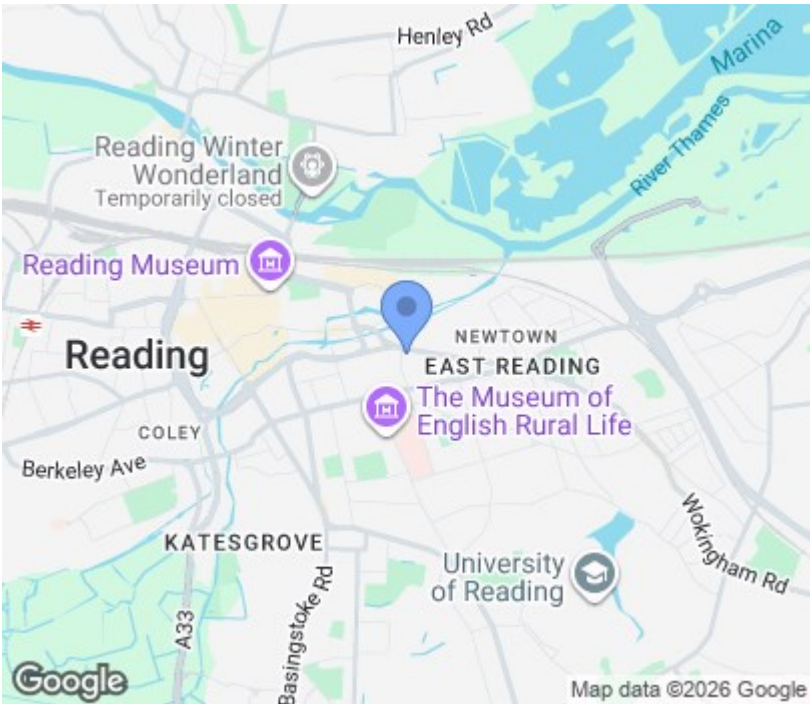 Henley Rd
Marina
River Thames
Reading Winter
Wonderland
Temporarily closed
Reading Museum
Reading
NEWTOWN
EAST READING
The Museum of
English Rural Life
COLEY
Berkeley Ave
KATESGROVE
Wokingham Rd
University
of Reading
A33
Basingstoke Rd
Google
Map data ©2026 Google